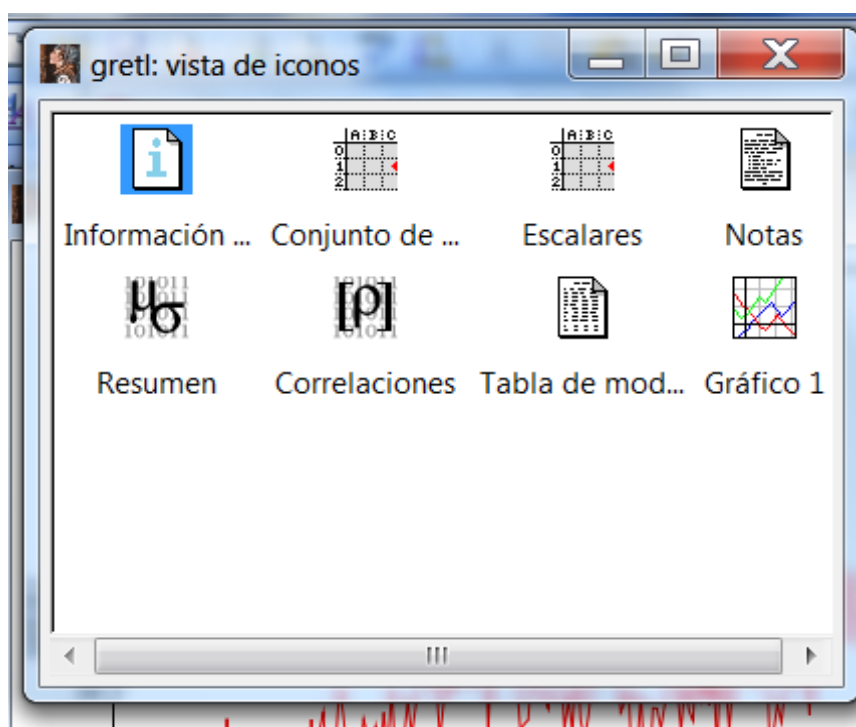 gretl: vista de iconos
Información ... Conjunto de ... Escalares Notas
Resumen Correlaciones Tabla de mod... Gráfico 1